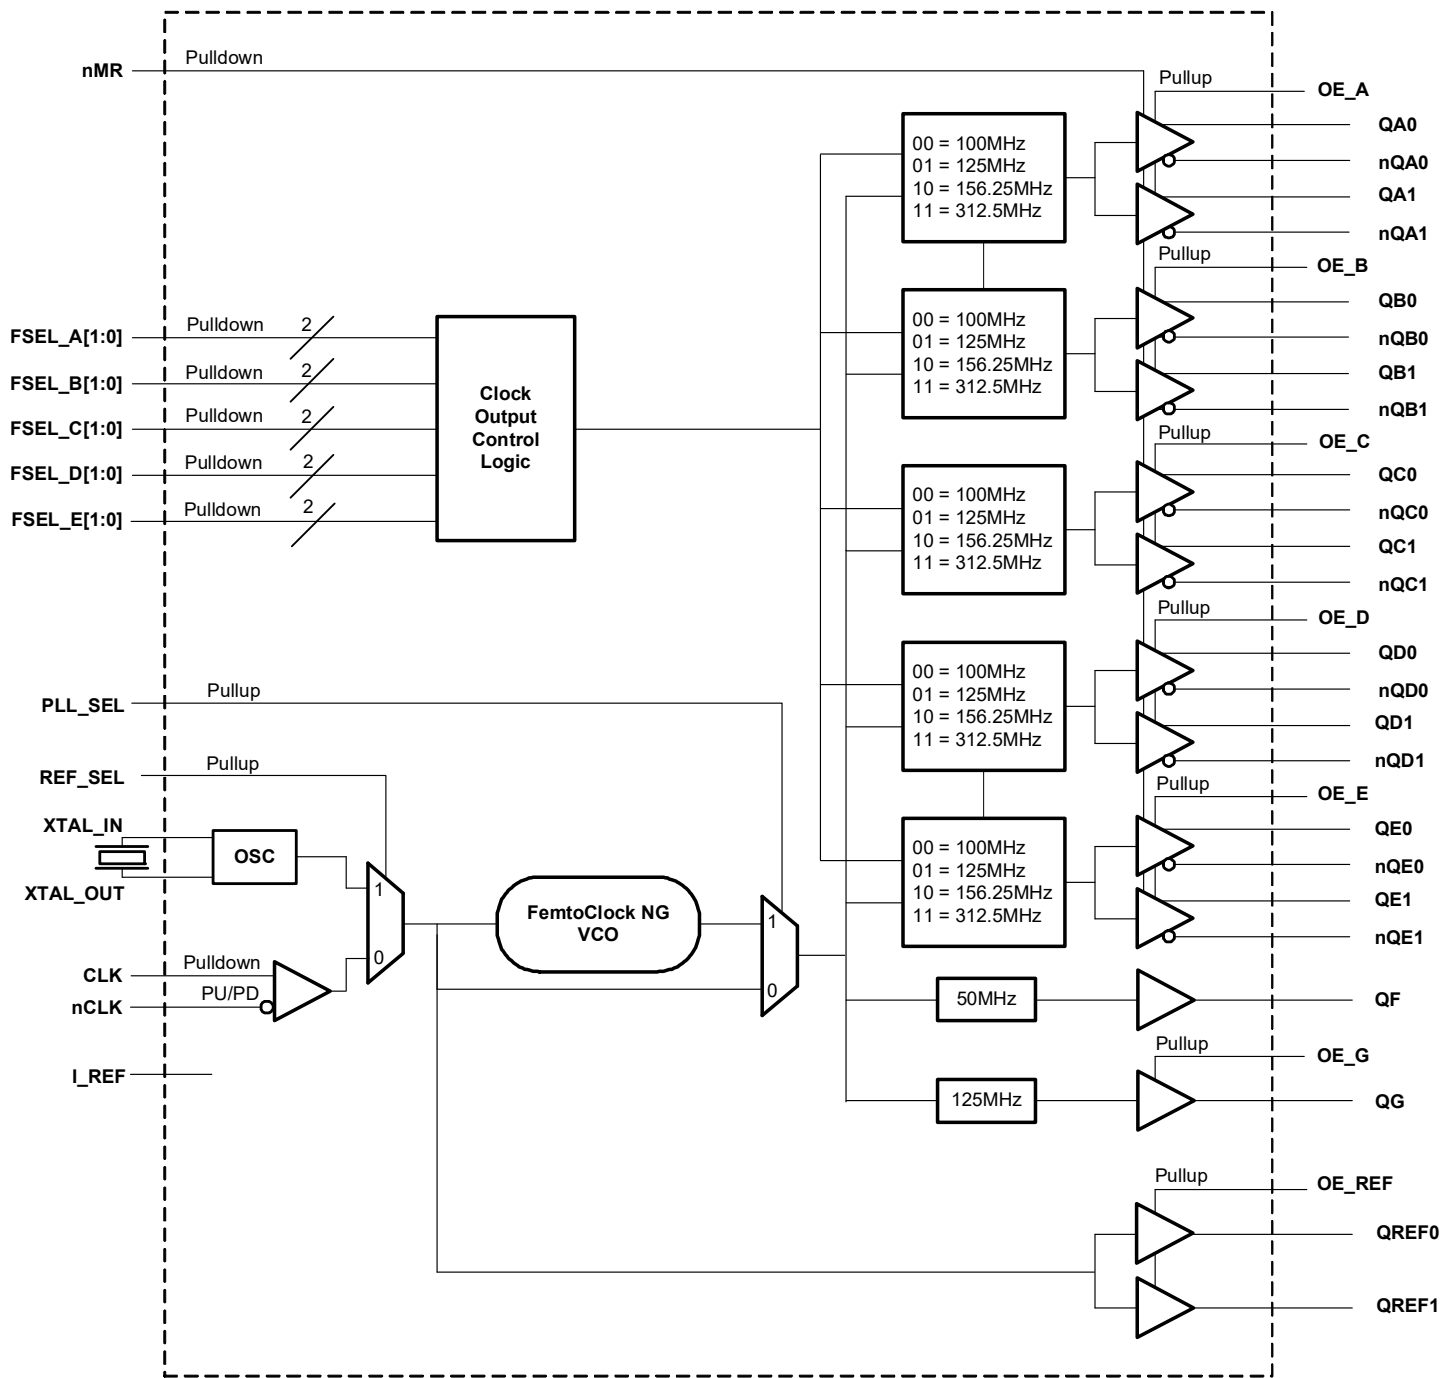 nMR Pulldown
Pullup OE_A
QA0
nQA0
QA1
nQA1
00 = 100MHz
01 = 125MHz
10 = 156.25MHz
11 = 312.5MHz
Pullup OE_B
QB0
nQB0
QB1
nQB1
00 = 100MHz
01 = 125MHz
10 = 156.25MHz
11 = 312.5MHz
FSEL_A[1:0] Pulldown 2
FSEL_B[1:0] Pulldown 2
FSEL_C[1:0] Pulldown 2
FSEL_D[1:0] Pulldown 2
FSEL_E[1:0] Pulldown 2
Clock
Output
Control
Logic
Pullup OE_C
QC0
nQC0
QC1
nQC1
00 = 100MHz
01 = 125MHz
10 = 156.25MHz
11 = 312.5MHz
Pullup OE_D
QD0
nQD0
QD1
nQD1
00 = 100MHz
01 = 125MHz
10 = 156.25MHz
11 = 312.5MHz
PLL_SEL Pullup
REF_SEL Pullup
XTAL_IN
OSC
XTAL_OUT
1
0
CLK Pulldown
nCLK PU/PD
I_REF
FemtoClock NG
VCO
1
0
Pullup OE_E
QE0
nQE0
QE1
nQE1
00 = 100MHz
01 = 125MHz
10 = 156.25MHz
11 = 312.5MHz
50MHz QF
Pullup OE_G
125MHz QG
Pullup OE_REF
QREF0
QREF1